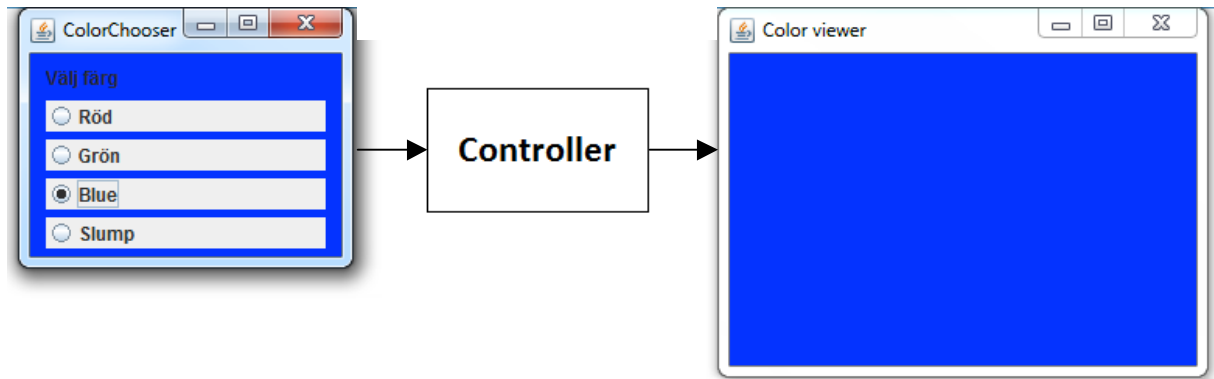 ColorChooser
Välj färg
Röd
Grön
Blue
Slump
Controller
Color viewer